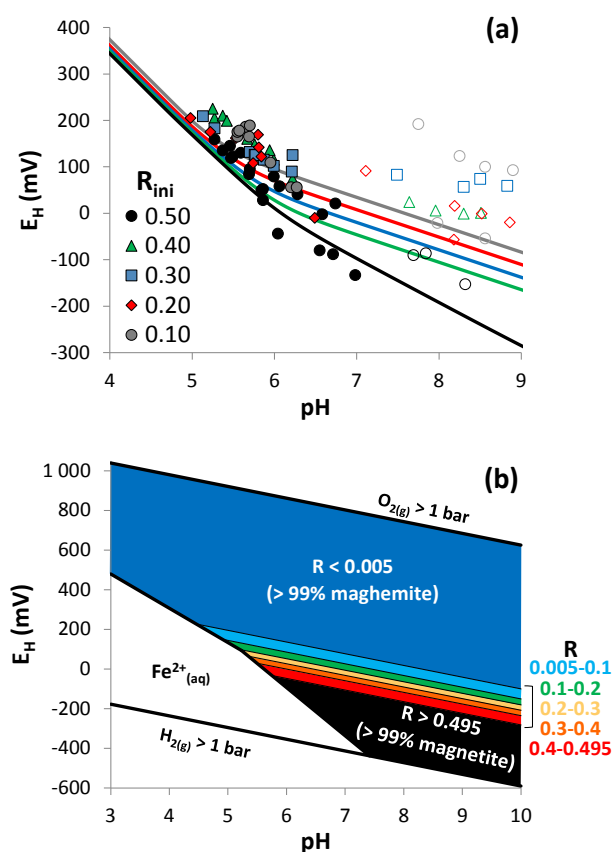 (a)
400
300
200
100
0
-100
-200
-300
E_H (mV)
R_ini
0.50
0.40
0.30
0.20
0.10
4 5 6 7 8 9
pH
(b)
1 000
800
600
400
200
0
-200
-400
-600
E_H (mV)
O_2(g) > 1 bar
R < 0.005
(> 99% maghemite)
Fe^2+_(aq)
R
0.005-0.1
0.1-0.2
0.2-0.3
0.3-0.4
0.4-0.495
R > 0.495
(> 99% magnetite)
H_2(g) > 1 bar
3 4 5 6 7 8 9 10
pH